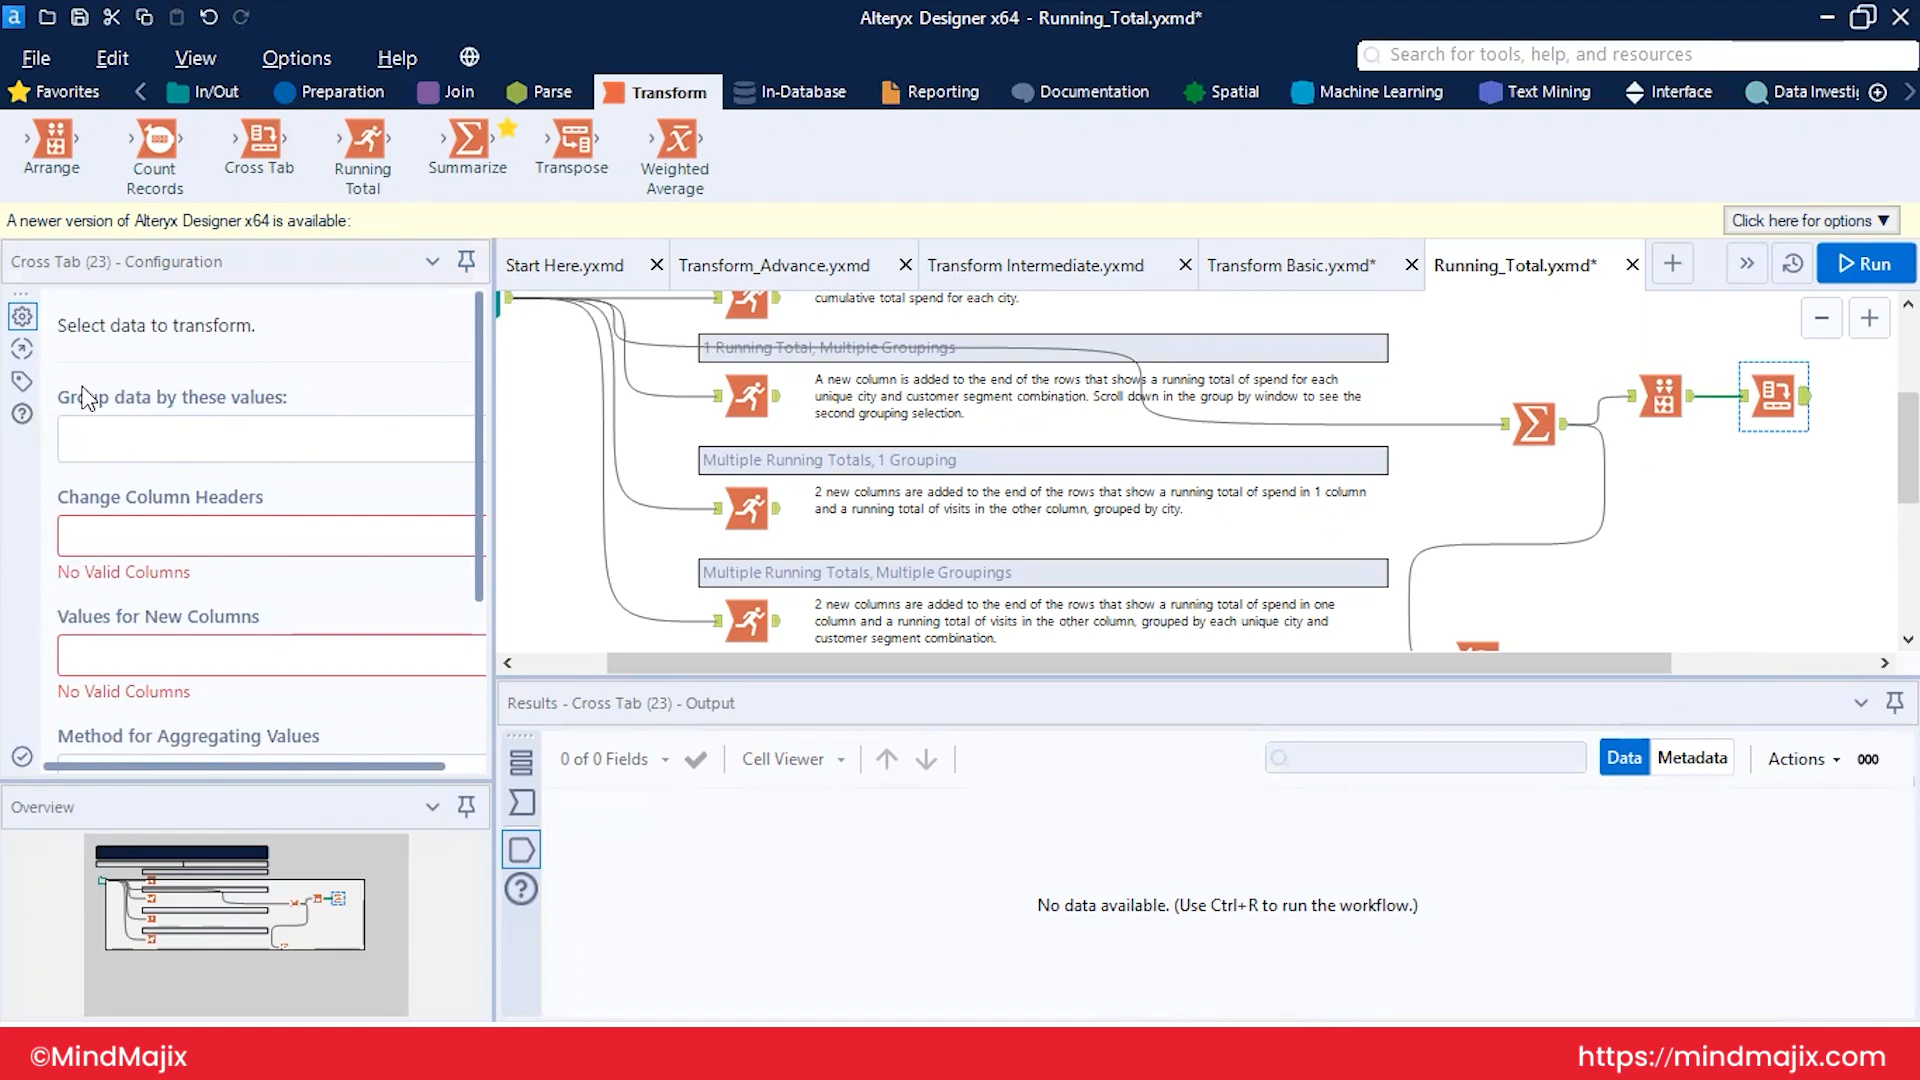 Alteryx Designer x64 - Running_Total.yxmd*
File Edit View Options Help
Search for tools, help, and resources
Favorites In/Out Preparation Join Parse Transform In-Database Reporting Documentation Spatial Machine Learning Text Mining Interface Data Investi
Arrange
Count
Records
Cross Tab
Running
Total
Summarize
Transpose
Weighted
Average
A newer version of Alteryx Designer x64 is available:
Click here for options ▼
Cross Tab (23) - Configuration
Select data to transform.
Group data by these values:
Change Column Headers
No Valid Columns
Values for New Columns
No Valid Columns
Method for Aggregating Values
Overview
Start Here.yxmd
Transform_Advance.yxmd
Transform Intermediate.yxmd
Transform Basic.yxmd*
Running_Total.yxmd*
Run
cumulative total spend for each city.
1 Running Total, Multiple Groupings
A new column is added to the end of the rows that shows a running total of spend for each
unique city and customer segment combination. Scroll down in the group by window to see the
second grouping selection.
Multiple Running Totals, 1 Grouping
2 new columns are added to the end of the rows that show a running total of spend in 1 column
and a running total of visits in the other column, grouped by city.
Multiple Running Totals, Multiple Groupings
2 new columns are added to the end of the rows that show a running total of spend in one
column and a running total of visits in the other column, grouped by each unique city and
customer segment combination.
Results - Cross Tab (23) - Output
0 of 0 Fields
Cell Viewer
Data
Metadata
Actions
000
No data available. (Use Ctrl+R to run the workflow.)
©MindMajix
https://mindmajix.com